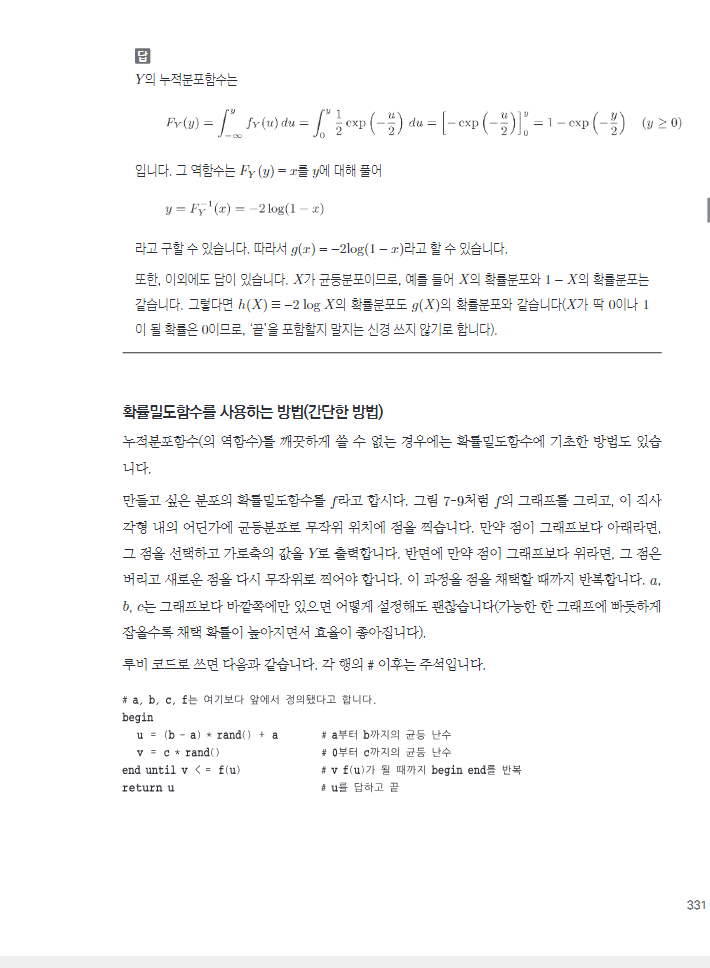 답
Y의 누적분포함수는
F_Y(y) = ∫_{-∞}^{y} f_Y(u) du = ∫_0^y 1/2 exp(-u/2) du = [-exp(-u/2)]_0^y = 1 - exp(-y/2) (y ≥ 0)
입니다. 그 역함수는 F_Y(y) = x를 y에 대해 풀어
y = F_Y^{-1}(x) = -2 log(1 - x)
라고 구할 수 있습니다. 따라서 g(x) = -2log(1 - x)라고 할 수 있습니다.
또한, 이외에도 답이 있습니다. X가 균등분포이므로, 예를 들어 X의 확률분포와 1 - X의 확률분포는
같습니다. 그렇다면 h(X) ≡ -2 log X의 확률분포도 g(X)의 확률분포와 같습니다(X가 딱 0이나 1
이 될 확률은 0이므로, ‘끝’을 포함할지 말지는 신경 쓰지 않기로 합니다).
확률밀도함수를 사용하는 방법(간단한 방법)
누적분포함수(의 역함수)를 깨끗하게 쓸 수 없는 경우에는 확률밀도함수에 기초한 방법도 있습
니다.
만들고 싶은 분포의 확률밀도함수를 f라고 합시다. 그림 7-9처럼 f의 그래프를 그리고, 이 직사
각형 내의 어딘가에 균등분포로 무작위 위치에 점을 찍습니다. 만약 점이 그래프보다 아래라면,
그 점을 선택하고 가로축의 값을 Y로 출력합니다. 반면에 만약 점이 그래프보다 위라면, 그 점은
버리고 새로운 점을 다시 무작위로 찍어야 합니다. 이 과정을 점을 채택할 때까지 반복합니다. a,
b, c는 그래프보다 바깥쪽에만 있으면 어떻게 설정해도 괜찮습니다(가능한 한 그래프에 빠듯하게
잡을수록 채택 확률이 높아지면서 효율이 좋아집니다).
루비 코드로 쓰면 다음과 같습니다. 각 행의 # 이후는 주석입니다.
# a, b, c, f는 여기보다 앞에서 정의됐다고 합니다.
begin
u = (b - a) * rand() + a # a부터 b까지의 균등 난수
v = c * rand() # 0부터 c까지의 균등 난수
end until v < = f(u) # v f(u)가 될 때까지 begin end를 반복
return u # u를 답하고 끝
331